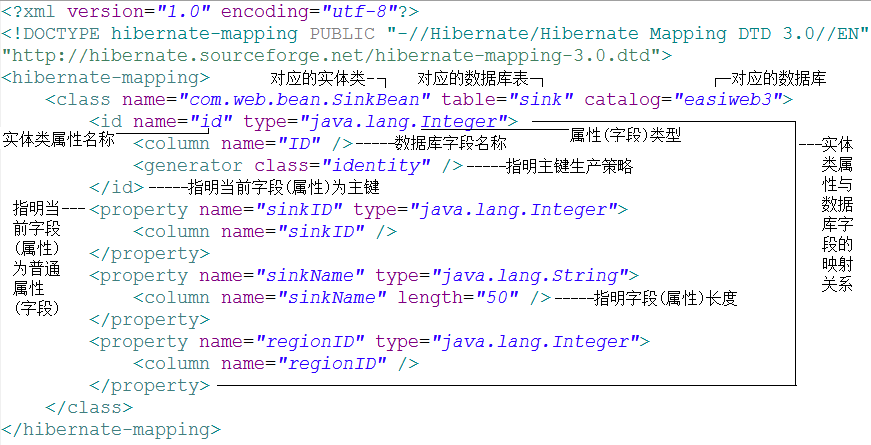 <?xml version="1.0" encoding="utf-8"?>
<!DOCTYPE hibernate-mapping PUBLIC "-//Hibernate/Hibernate Mapping DTD 3.0//EN"
"http://hibernate.sourceforge.net/hibernate-mapping-3.0.dtd">
<hibernate-mapping> 对应的实体类 对应的数据库表 对应的数据库
<class name="com.web.bean.SinkBean" table="sink" catalog="easiweb3">
<id name="id" type="java.lang.Integer">
实体类属性名称
<column name="ID" />-----数据库字段名称
属性(字段)类型
<generator class="identity" />-----指明主键生产策略
</id>-----指明当前字段(属性)为主键
<property name="sinkID" type="java.lang.Integer">
<column name="sinkID" />
</property>
<property name="sinkName" type="java.lang.String">
<column name="sinkName" length="50" />-----指明字段(属性)长度
</property>
<property name="regionID" type="java.lang.Integer">
<column name="regionID" />
</property>
</class>
</hibernate-mapping>
指明当---
前字段
(属性)
为普通
属性
(字段)
---实体
类属
性与
数据
库字
段的
映射
关系